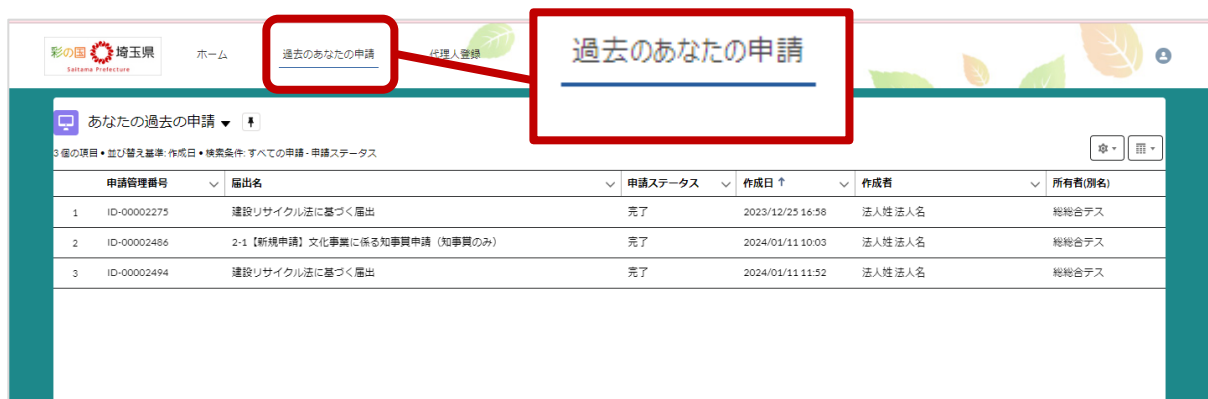 彩の国 埼玉県
Saitama Prefecture
ホーム
過去のあなたの申請
代理人登録
過去のあなたの申請
あなたの過去の申請
3 個の項目 • 並び替え基準: 作成日 • 検索条件: すべての申請 - 申請ステータス
申請管理番号 届出名 申請ステータス 作成日 ↑ 作成者 所有者(別名)
1 ID-00002275 建設リサイクル法に基づく届出 完了 2023/12/25 16:58 法人姓 法人名 総総合テス
2 ID-00002486 2-1【新規申請】文化事業に係る知事賞申請（知事賞のみ） 完了 2024/01/11 10:03 法人姓 法人名 総総合テス
3 ID-00002494 建設リサイクル法に基づく届出 完了 2024/01/11 11:52 法人姓 法人名 総総合テス